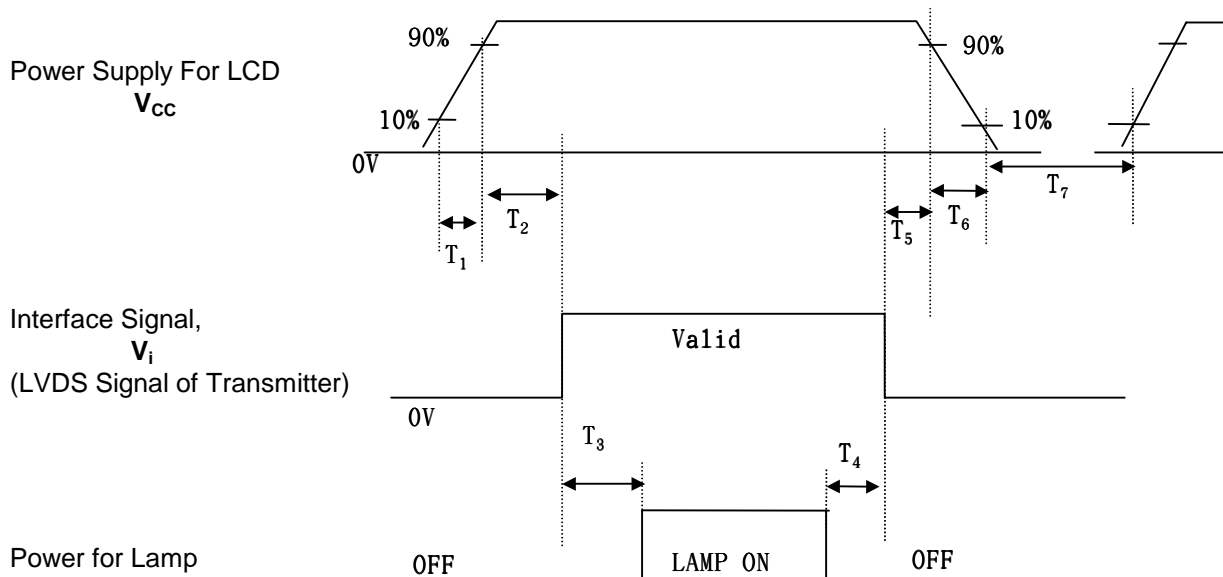 90%
90%
Power Supply For LCD
VCC
10%
10%
0V
T7
T2
T6
T5
T1
Interface Signal,
Vi
Valid
(LVDS Signal of Transmitter)
0V
T3
T4
Power for Lamp
OFF
LAMP ON
OFF